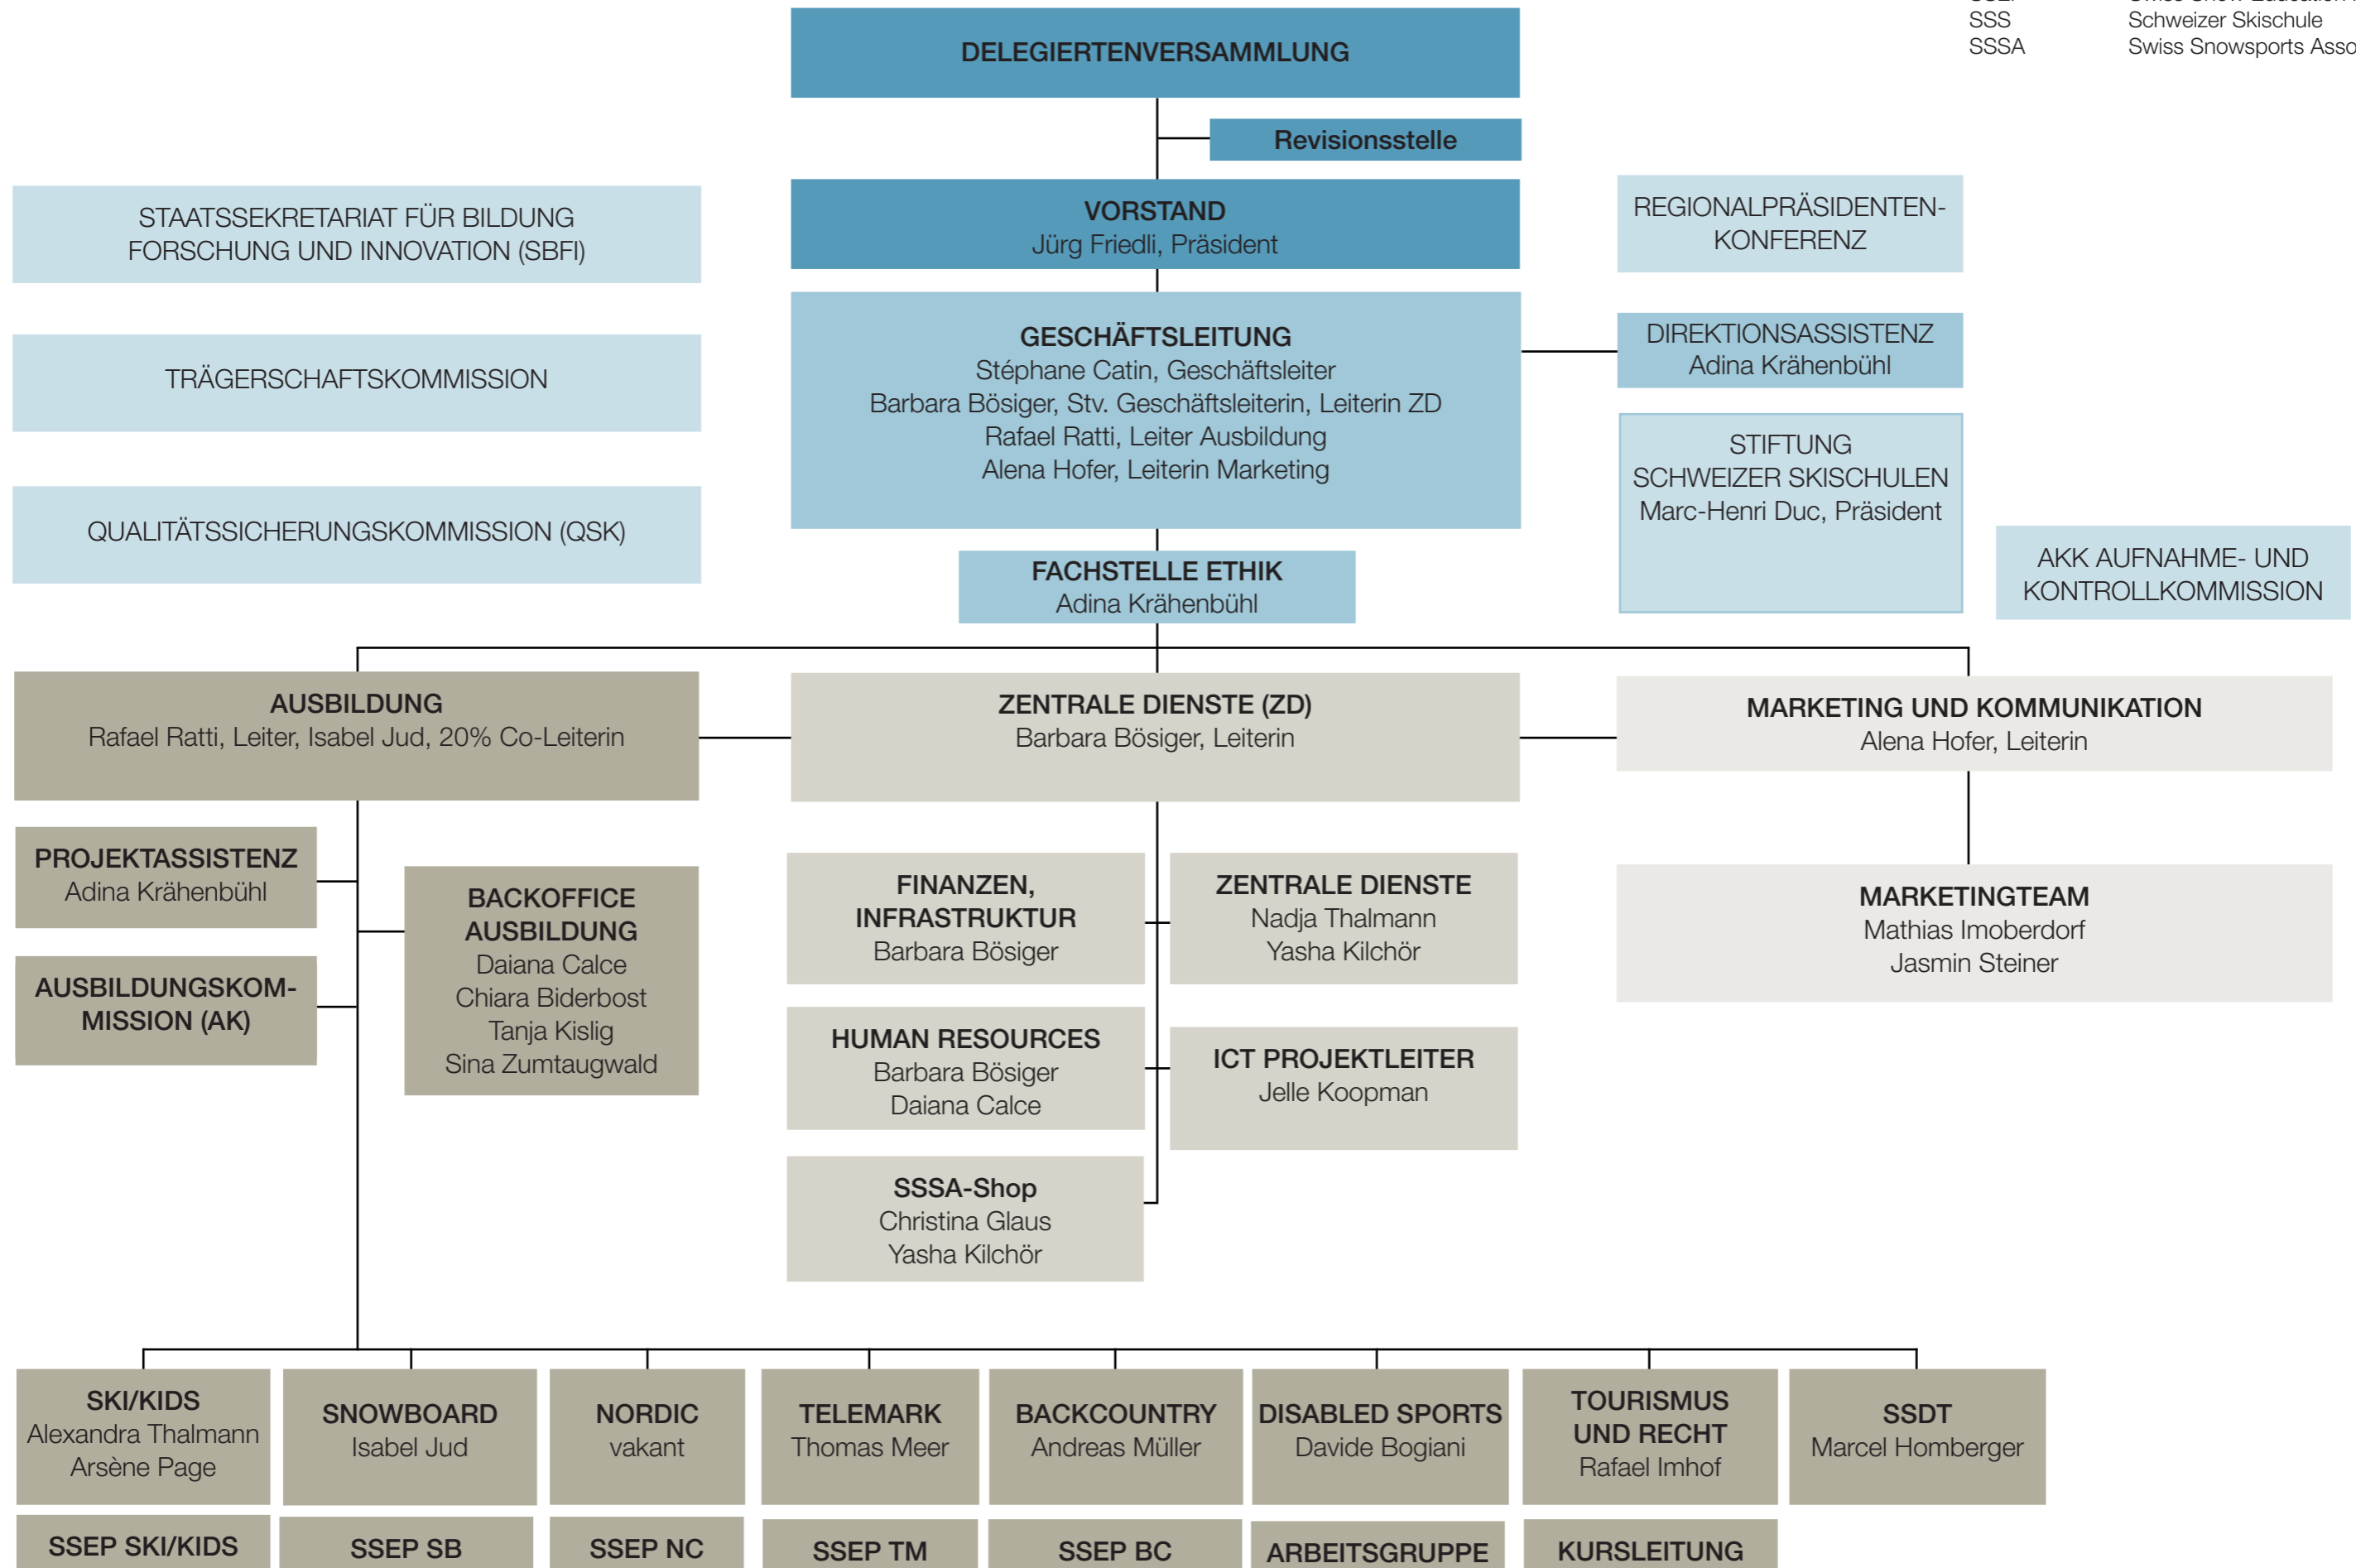 SSS Schweizer Skischule
SSSA Swiss Snowsports
DELEGIERTENVERSAMMLUNG
Revisionsstelle
VORSTAND
Jürg Friedli, Präsident
STAATSSEKRETARIAT FÜR BILDUNG
FORSCHUNG UND INNOVATION (SBFI)
TRÄGERSCHAFTSKOMMISSION
QUALITÄTSSICHERUNGSKOMMISSION (QSK)
REGIONALPRÄSIDENTEN-
KONFERENZ
GESCHÄFTSLEITUNG
Stéphane Catin, Geschäftsleiter
Barbara Bösiger, Stv. Geschäftsleiterin, Leiterin ZD
Rafael Ratti, Leiter Ausbildung
Alena Hofer, Leiterin Marketing
DIREKTIONSASSISTENZ
Adina Krähenbühl
STIFTUNG
SCHWEIZER SKISCHULEN
Marc-Henri Duc, Präsident
AKK AUFNAHME- UND
KONTROLLKOMMISSION
FACHSTELLE ETHIK
Adina Krähenbühl
AUSBILDUNG
Rafael Ratti, Leiter, Isabel Jud, 20% Co-Leiterin
ZENTRALE DIENSTE (ZD)
Barbara Bösiger, Leiterin
MARKETING UND KOMMUNIKATION
Alena Hofer, Leiterin
PROJEKTASSISTENZ
Adina Krähenbühl
AUSBILDUNGSKOM-
MISSION (AK)
BACKOFFICE
AUSBILDUNG
Daiana Calce
Chiara Biderbost
Tanja Kislig
Sina Zumtaugwald
FINANZEN,
INFRASTRUKTUR
Barbara Bösiger
ZENTRALE DIENSTE
Nadja Thalmann
Yasha Kilchör
HUMAN RESOURCES
Barbara Bösiger
Daiana Calce
ICT PROJEKTLEITER
Jelle Koopman
SSSA-Shop
Christina Glaus
Yasha Kilchör
MARKETINGTEAM
Mathias Imoberdorf
Jasmin Steiner
SKI/KIDS
Alexandra Thalmann
Arsène Page
SNOWBOARD
Isabel Jud
NORDIC
vakant
TELEMARK
Thomas Meer
BACKCOUNTRY
Andreas Müller
DISABLED SPORTS
Davide Bogiani
TOURISMUS
UND RECHT
Rafael Imhof
SSDT
Marcel Homberger
SSEP SKI/KIDS
SSEP SB
SSEP NC
SSEP TM
SSEP BC
ARBEITSGRUPPE
KURSLEITUNG